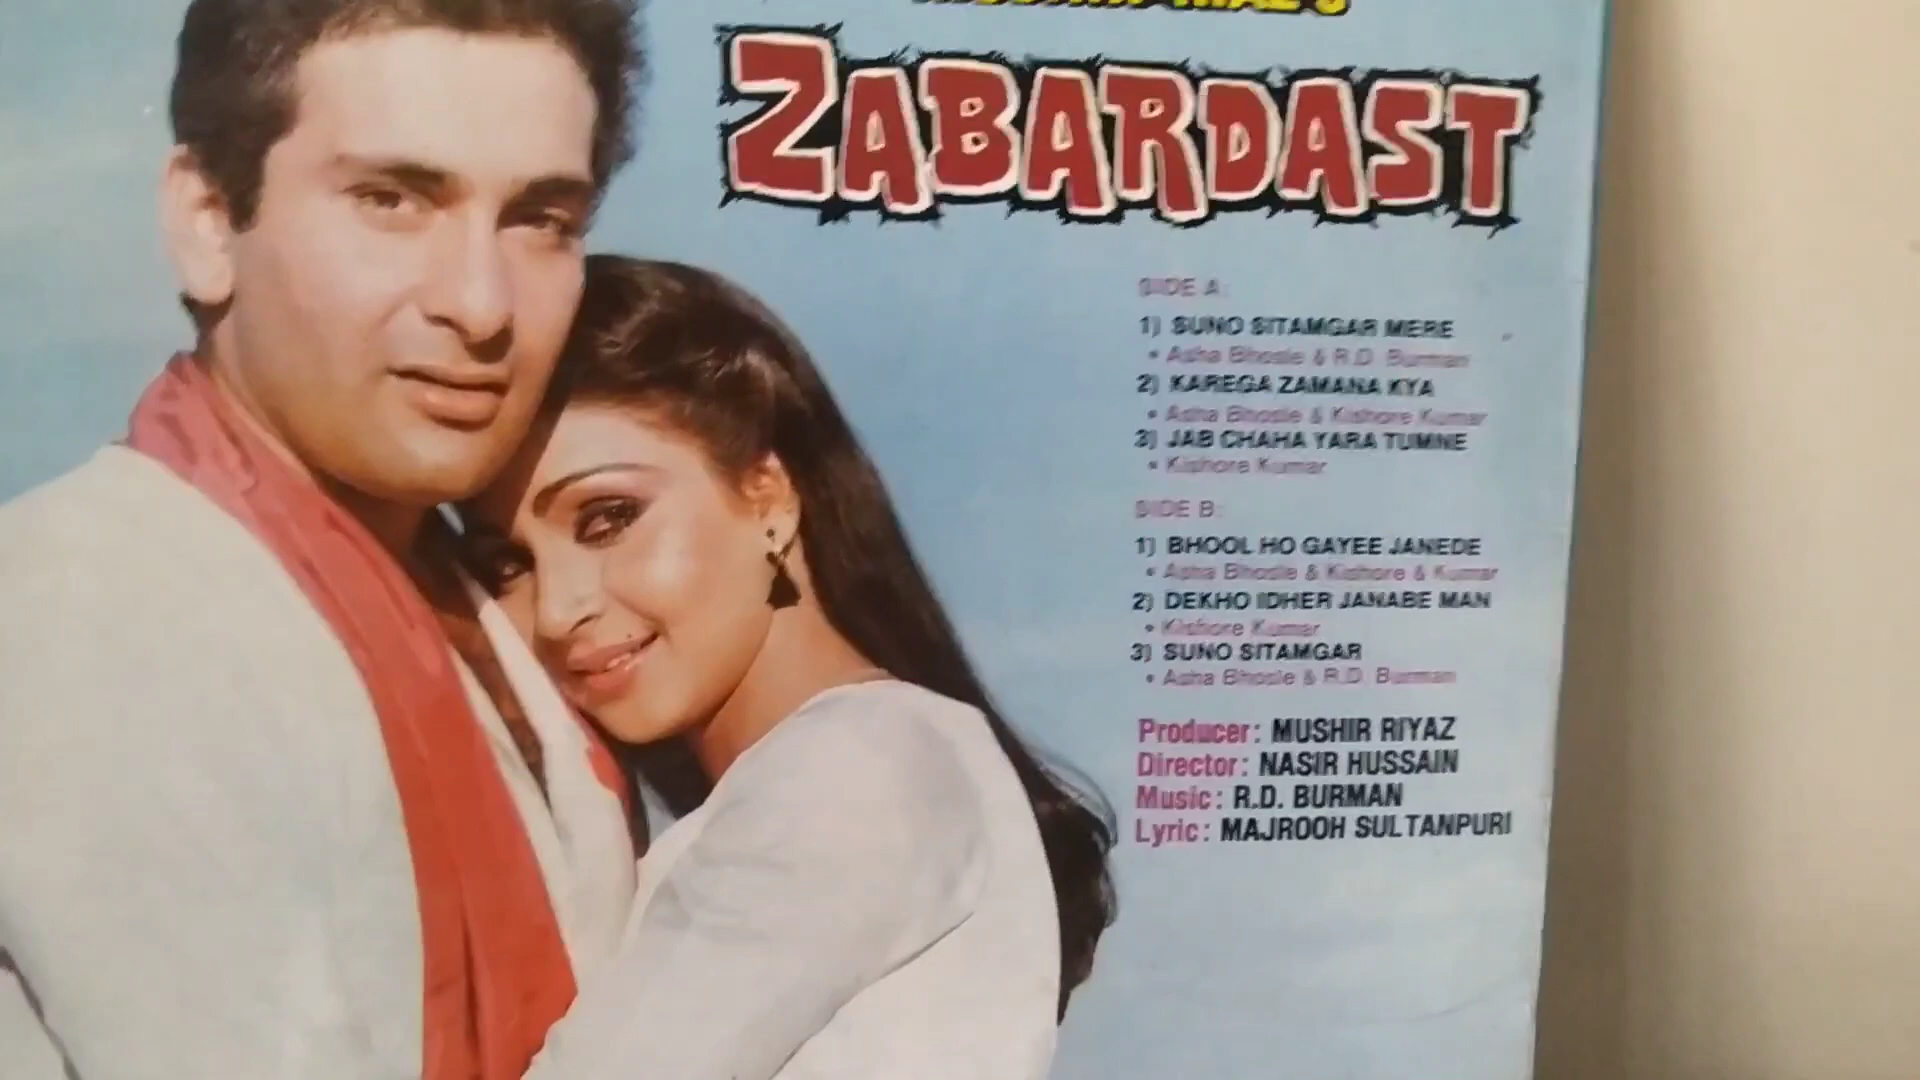 ZABARDAST
SIDE A:
1) SUNO SITAMGAR MERE
• Asha Bhosle & R.D. Burman
2) KAREGA ZAMANA KYA
• Asha Bhosle & Kishore Kumar
3) JAB CHAHA YARA TUMNE
• Kishore Kumar
SIDE B:
1) BHOOL HO GAYEE JANEDE
• Asha Bhosle & Kishore & Kumar
2) DEKHO IDHER JANABE MAN
• Kishore Kumar
3) SUNO SITAMGAR
• Asha Bhosle & R.D. Burman
Producer: MUSHIR RIYAZ
Director: NASIR HUSSAIN
Music: R.D. BURMAN
Lyric: MAJROOH SULTANPURI